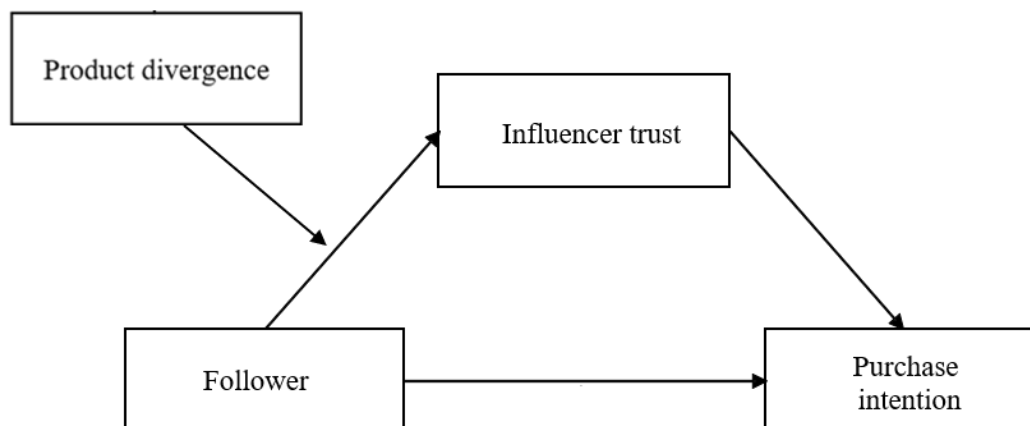 Product divergence
Influencer trust
Follower
Purchase
intention